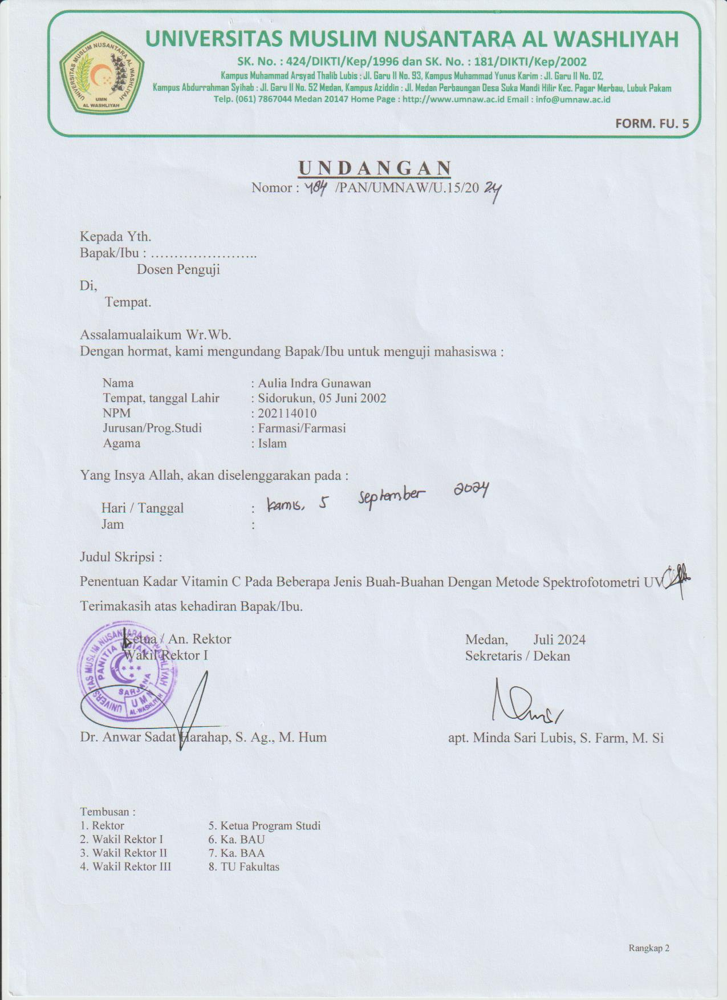 UNIVERSITAS MUSLIM NUSANTARA AL WASHLIYAH
SK. No. : 424/DIKTI/Kep/1996 dan SK. No. : 181/DIKTI/Kep/2002
Kampus Muhammad Arsyad Thalib Lubis : Jl. Garu II No. 93, Kampus Muhammad Yunus Karim : Jl. Garu II No. 02,
Kampus Abdurrahman Syihab : Jl. Garu II No. 52 Medan, Kampus Aziddin : Jl. Medan Perbaungan Desa Suka Mandi Hilir Kec. Pagar Merbau, Lubuk Pakam
Telp. (061) 7867044 Medan 20147 Home Page : http://www.umnaw.ac.id Email : info@umnaw.ac.id
UNIVERSITAS MUSLIM NUSANTARA AL WASHLIYAH
UMN
AL WASHLIYAH
FORM. FU. 5
U N D A N G A N
Nomor : 484 /PAN/UMNAW/U.15/20 24
Kepada Yth.
Bapak/Ibu : …………………..
Dosen Penguji
Di,
Tempat.
Assalamualaikum Wr.Wb.
Dengan hormat, kami mengundang Bapak/Ibu untuk menguji mahasiswa :
Nama : Aulia Indra Gunawan
Tempat, tanggal Lahir : Sidorukun, 05 Juni 2002
NPM : 202114010
Jurusan/Prog.Studi : Farmasi/Farmasi
Agama : Islam
Yang Insya Allah, akan diselenggarakan pada :
Hari / Tanggal : kamis, 5 september 2024
Jam :
Judul Skripsi :
Penentuan Kadar Vitamin C Pada Beberapa Jenis Buah-Buahan Dengan Metode Spektrofotometri UV
Terimakasih atas kehadiran Bapak/Ibu.
Ketua / An. Rektor
Wakil Rektor I
Medan, Juli 2024
Sekretaris / Dekan
UNIVERSITAS MUSLIM NUSANTARA AL WASHLIYAH
PANITIA UJIAN
SARJANA
UMN
AL-WASHLIYAH
Dr. Anwar Sadat Harahap, S. Ag., M. Hum
apt. Minda Sari Lubis, S. Farm, M. Si
Tembusan :
1. Rektor 5. Ketua Program Studi
2. Wakil Rektor I 6. Ka. BAU
3. Wakil Rektor II 7. Ka. BAA
4. Wakil Rektor III 8. TU Fakultas
Rangkap 2